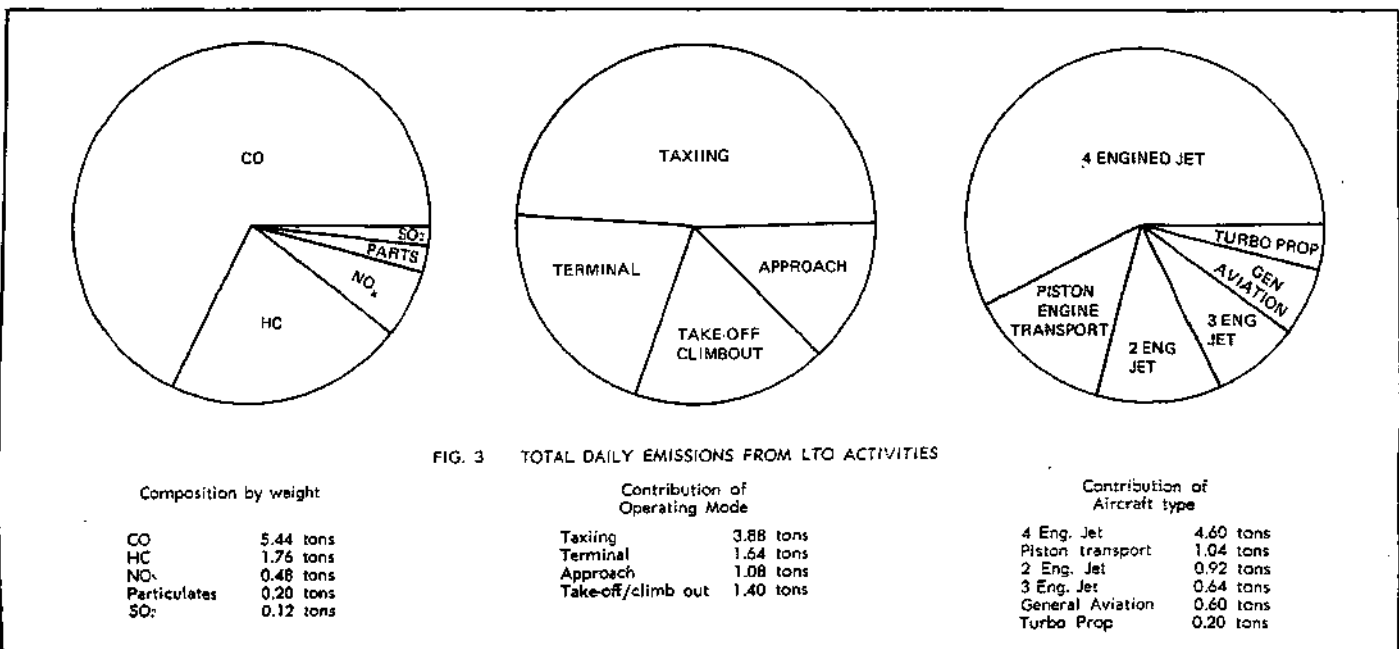 CO
SO₂
PARTS
NOx
HC
TAXIING
TERMINAL
APPROACH
TAKE-OFF
CLIMBOUT
4 ENGINED JET
TURBO PROP
GEN
AVIATION
3 ENG
JET
2 ENG
JET
PISTON
ENGINE
TRANSPORT
FIG. 3 TOTAL DAILY EMISSIONS FROM LTO ACTIVITIES
Composition by weight
CO 5.44 tons
HC 1.76 tons
NOx 0.48 tons
Particulates 0.20 tons
SO₂ 0.12 tons
Contribution of
Operating Mode
Taxiing 3.88 tons
Terminal 1.64 tons
Approach 1.08 tons
Take-off/climb out 1.40 tons
Contribution of
Aircraft type
4 Eng. Jet 4.60 tons
Piston transport 1.04 tons
2 Eng. Jet 0.92 tons
3 Eng. Jet 0.64 tons
General Aviation 0.60 tons
Turbo Prop 0.20 tons